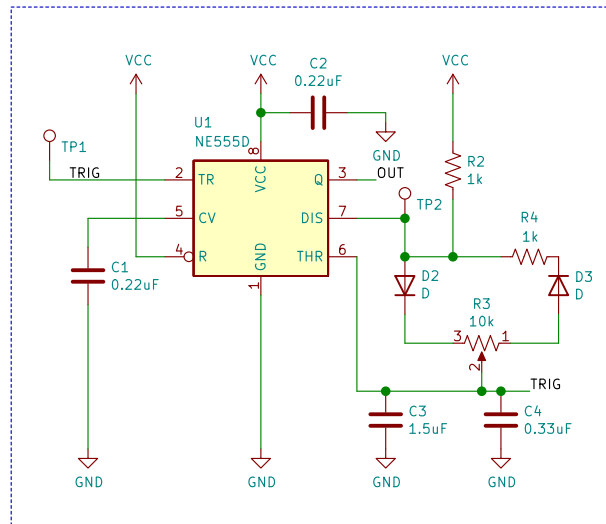 VCC
VCC
VCC
C2
0.22uF
GND
U1
NE555D
TP1
TRIG
2
TR
5
CV
4
R
8
VCC
GND
1
Q
3
OUT
DIS
7
THR
6
TP2
R2
1k
R4
1k
D2
D
D3
D
R3
10k
3
1
2
TRIG
C1
0.22uF
C3
1.5uF
C4
0.33uF
GND
GND
GND
GND